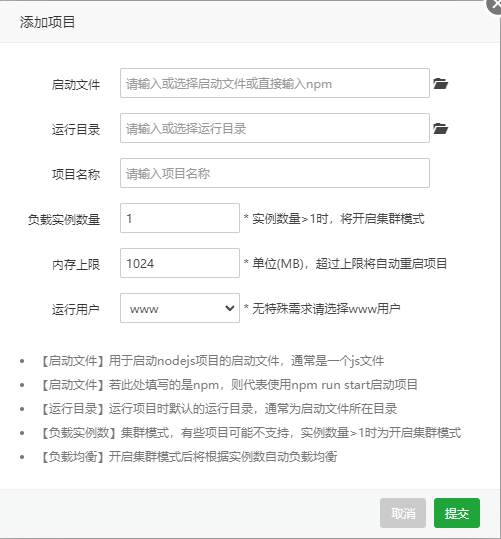 添加项目
启动文件 请输入或选择启动文件或直接输入npm
运行目录 请输入或选择运行目录
项目名称 请输入项目名称
负载实例数量 1 * 实例数量>1时，将开启集群模式
内存上限 1024 * 单位(MB)，超过上限将自动重启项目
运行用户 www * 无特殊需求请选择www用户
• 【启动文件】用于启动nodejs项目的启动文件，通常是一个js文件
• 【启动文件】若此处填写的是npm，则代表使用npm run start启动项目
• 【运行目录】运行项目时默认的运行目录，通常为启动文件所在目录
• 【负载实例数】集群模式，有些项目可能不支持，实例数量>1时为开启集群模式
• 【负载均衡】开启集群模式后将根据实例数自动负载均衡
取消 提交